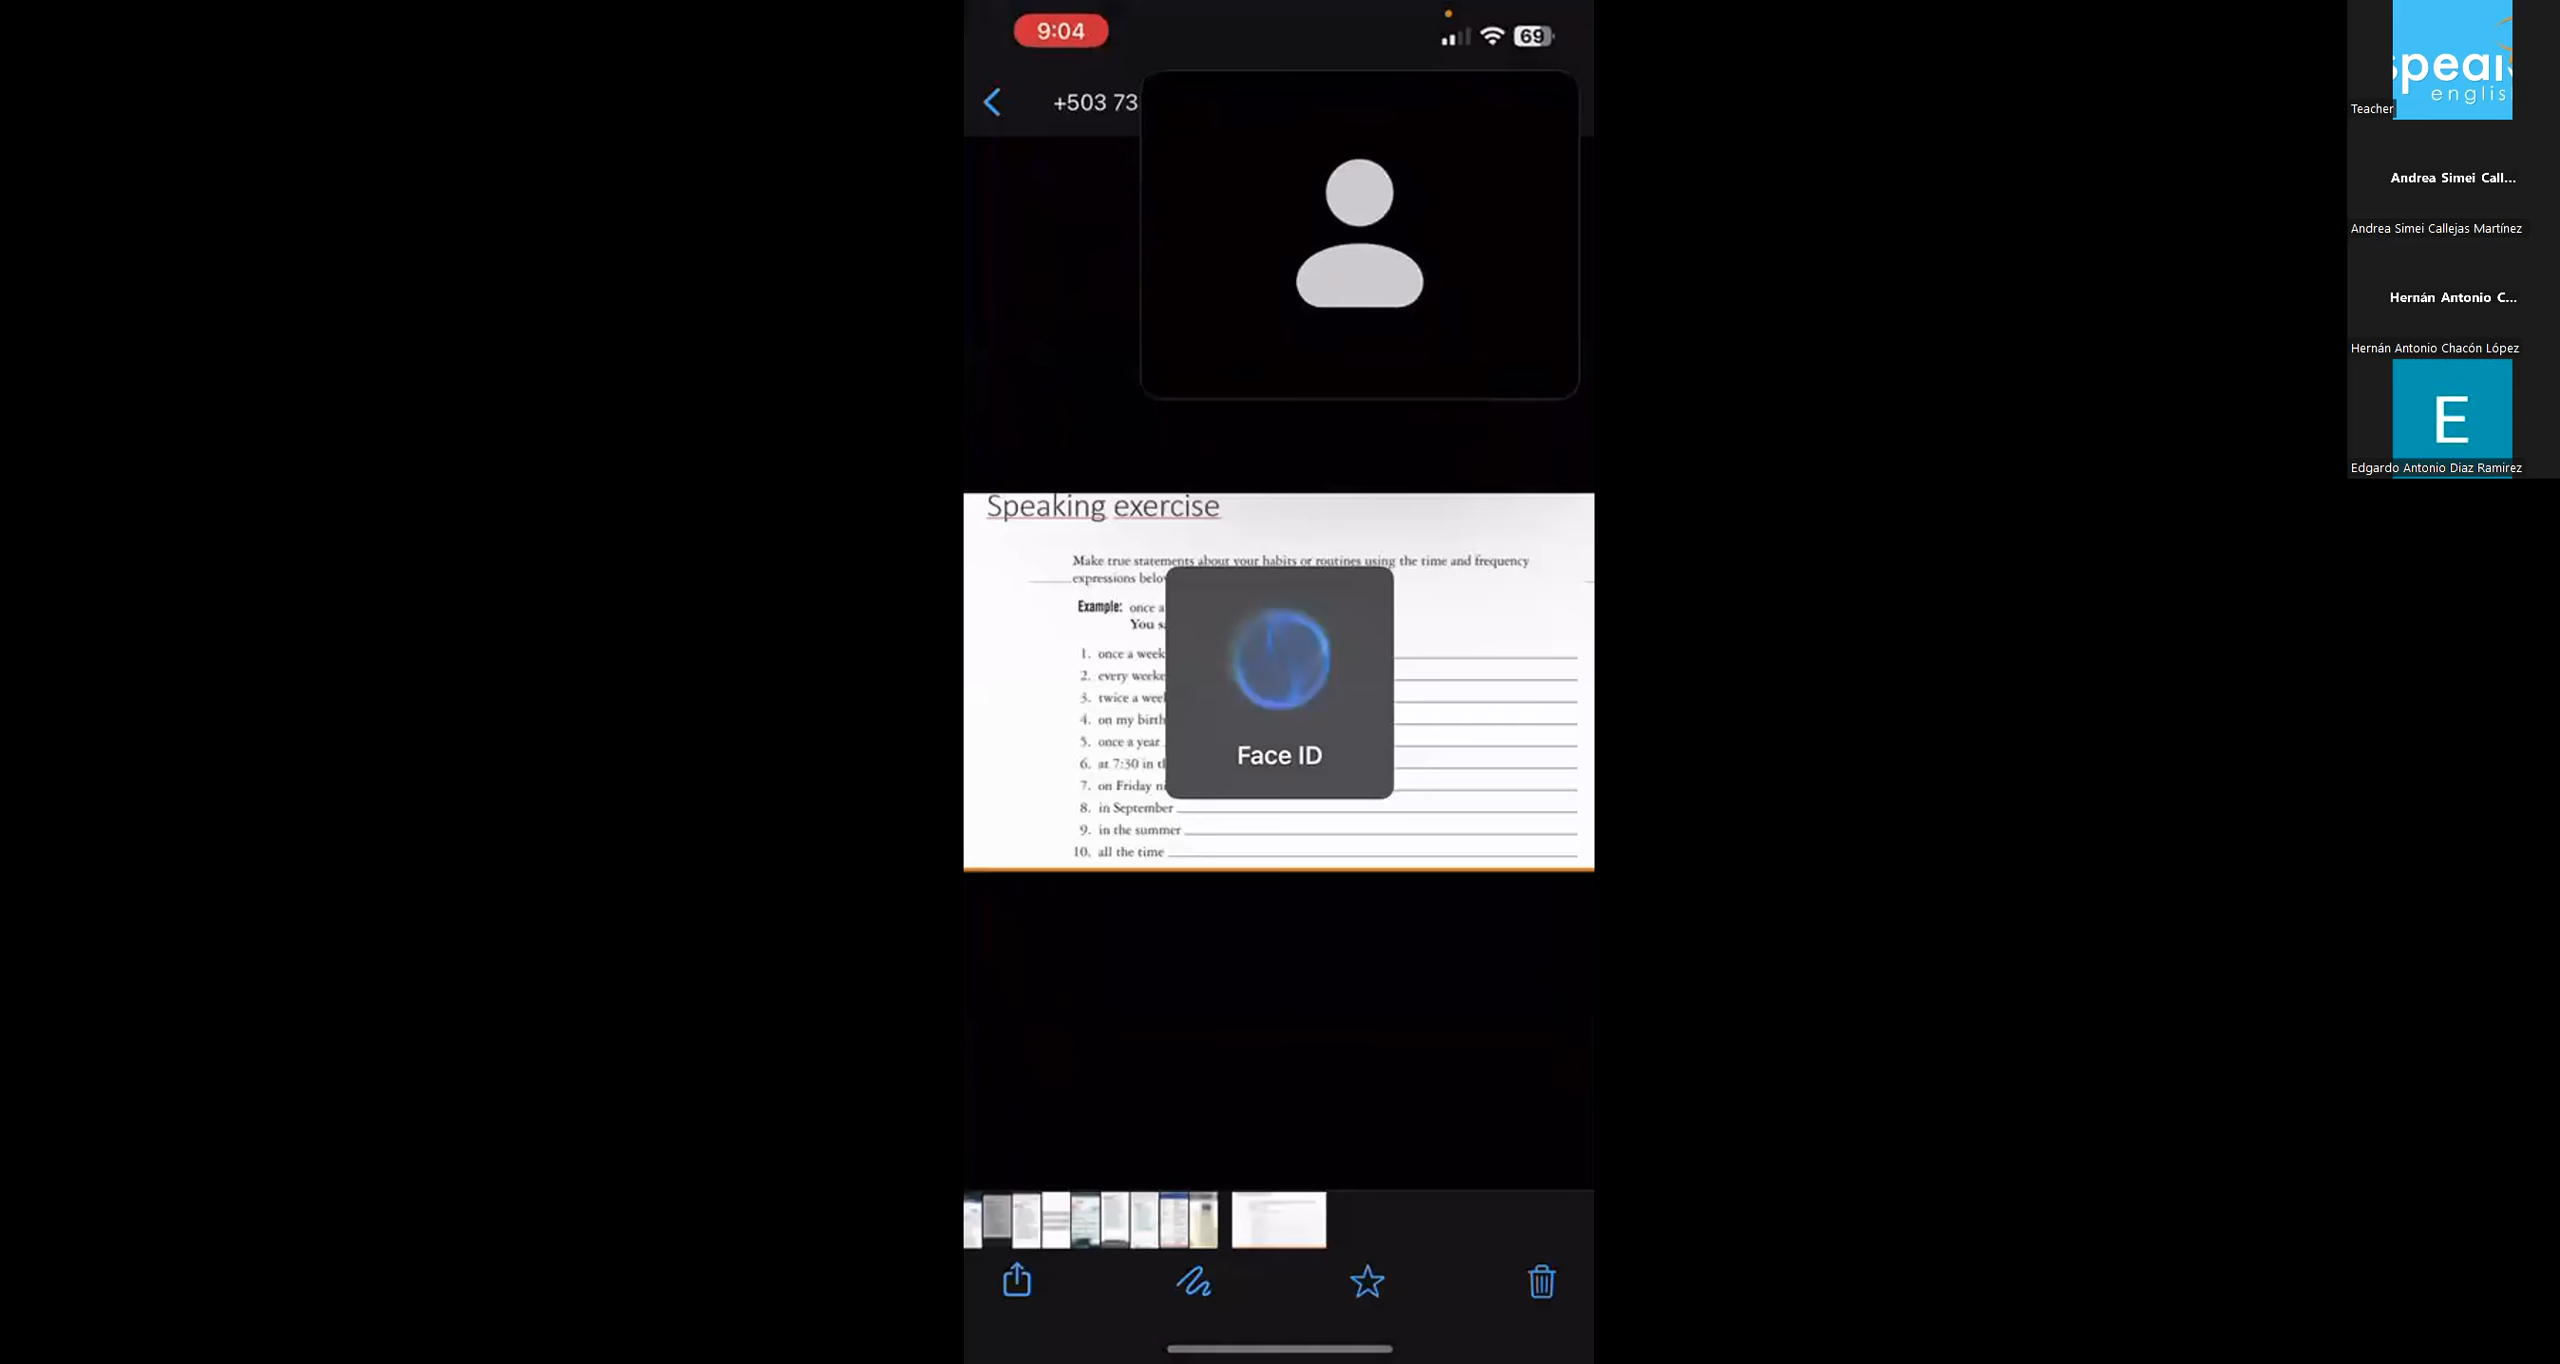 9:04
69
+503 73
Speaking exercise
Make true statements about your habits or routines using the time and frequency
expressions belo
Example: once a
You s
1. once a week
2. every weeke
3. twice a wee
4. on my birth
5. once a year
6. at 7:30 in t
7. on Friday ni
8. in September
9. in the summer
10. all the time
Face ID
speak
englis
Teacher
Andrea Simei Call...
Andrea Simei Callejas Martínez
Hernán Antonio C...
Hernán Antonio Chacón López
E
Edgardo Antonio Diaz Ramirez